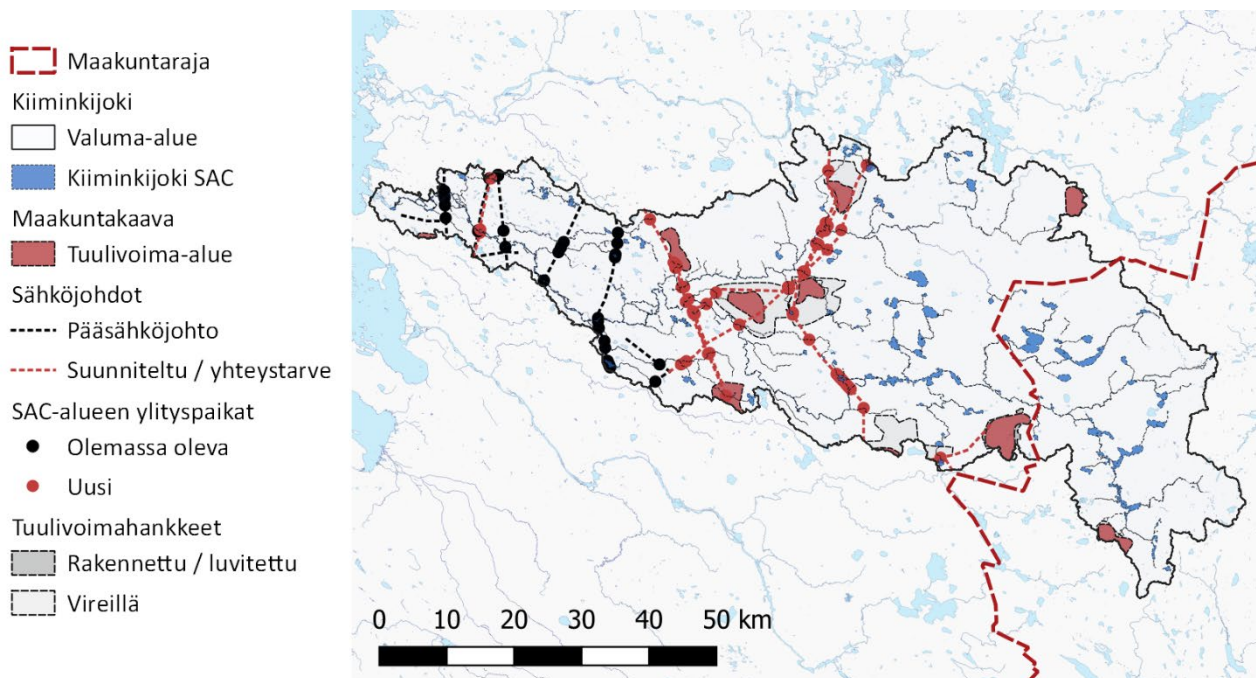 Maakuntaraja
Kiiminkijoki
Valuma-alue
Kiiminkijoki SAC
Maakuntakaava
Tuulivoima-alue
Sähköjohdot
Pääsähköjohto
Suunniteltu / yhteystarve
SAC-alueen ylityspaikat
Olemassa oleva
Uusi
Tuulivoimahankkeet
Rakennettu / luvitettu
Vireillä
0 10 20 30 40 50 km